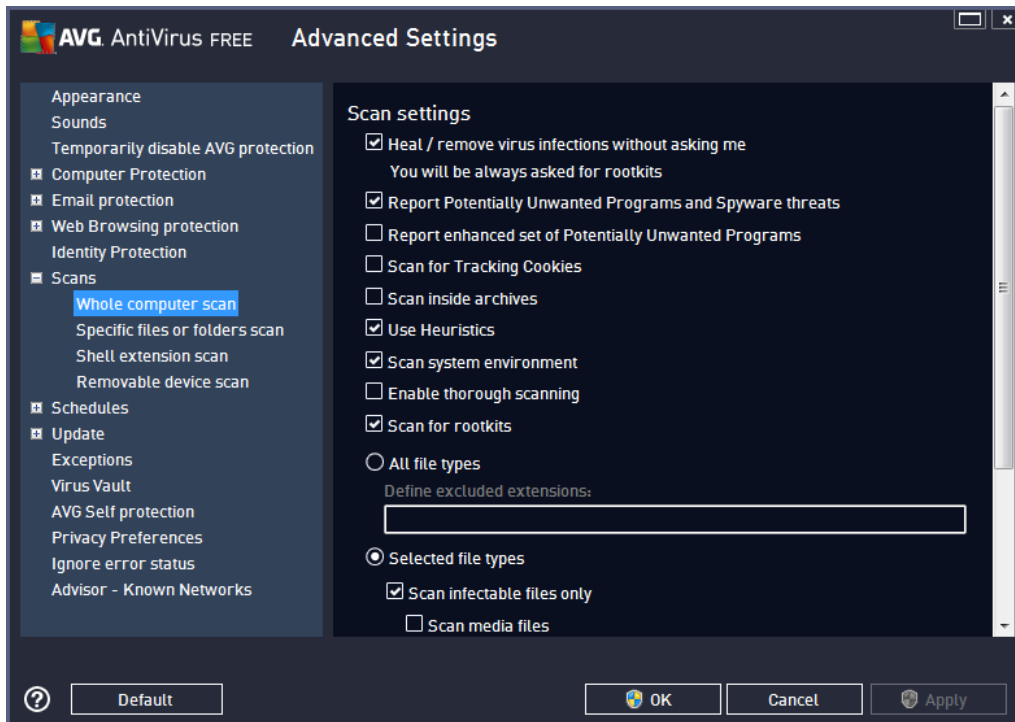 AVG. AntiVirus FREE Advanced Settings
Appearance
Sounds
Temporarily disable AVG protection
Computer Protection
Email protection
Web Browsing protection
Identity Protection
Scans
Whole computer scan
Specific files or folders scan
Shell extension scan
Removable device scan
Schedules
Update
Exceptions
Virus Vault
AVG Self protection
Privacy Preferences
Ignore error status
Advisor - Known Networks
Scan settings
Heal / remove virus infections without asking me
You will be always asked for rootkits
Report Potentially Unwanted Programs and Spyware threats
Report enhanced set of Potentially Unwanted Programs
Scan for Tracking Cookies
Scan inside archives
Use Heuristics
Scan system environment
Enable thorough scanning
Scan for rootkits
All file types
Define excluded extensions:
Selected file types
Scan infectable files only
Scan media files
? Default OK Cancel Apply